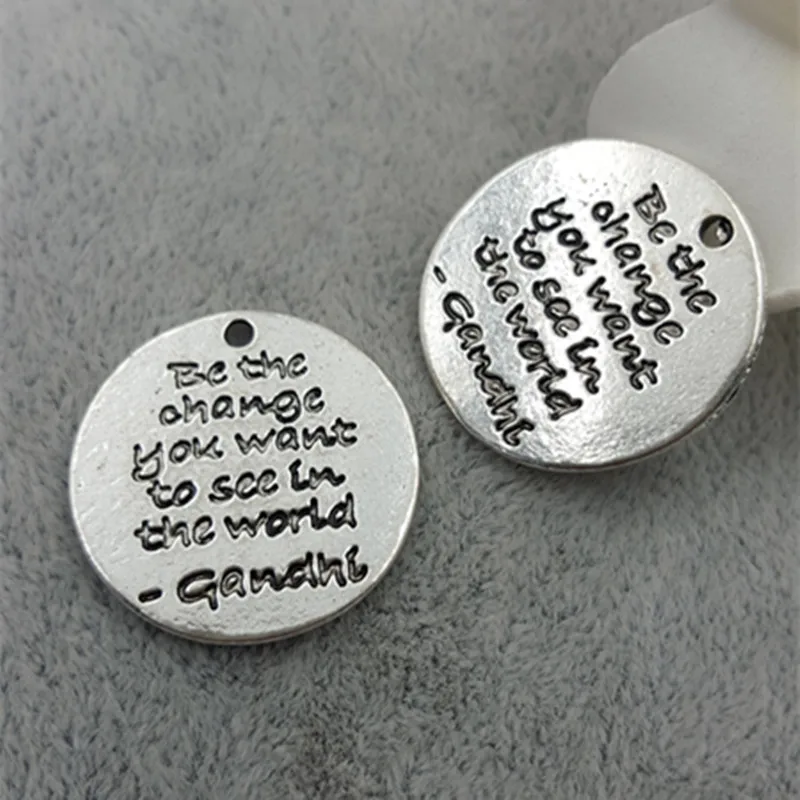 Be the
change
you want
to see in
the world
- Gandhi
Be the
change
you want
to see in
the world
- Gandhi